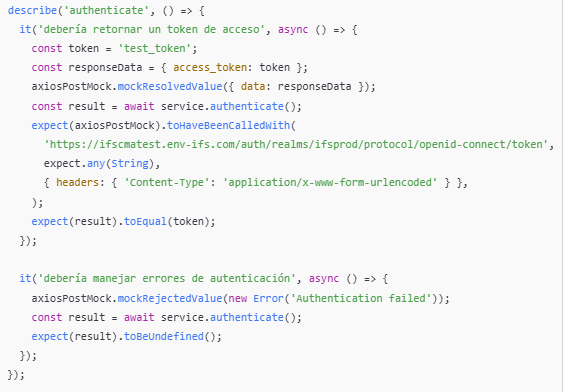 describe('authenticate', () => {
  it('debería retornar un token de acceso', async () => {
    const token = 'test_token';
    const responseData = { access_token: token };
    axiosPostMock.mockResolvedValue({ data: responseData });
    const result = await service.authenticate();
    expect(axiosPostMock).toHaveBeenCalledWith(
      'https://ifscmatest.env-ifs.com/auth/realms/ifsprod/protocol/openid-connect/token',
      expect.any(String),
      { headers: { 'Content-Type': 'application/x-www-form-urlencoded' } },
    );
    expect(result).toEqual(token);
  });

  it('debería manejar errores de autenticación', async () => {
    axiosPostMock.mockRejectedValue(new Error('Authentication failed'));
    const result = await service.authenticate();
    expect(result).toBeUndefined();
  });
});